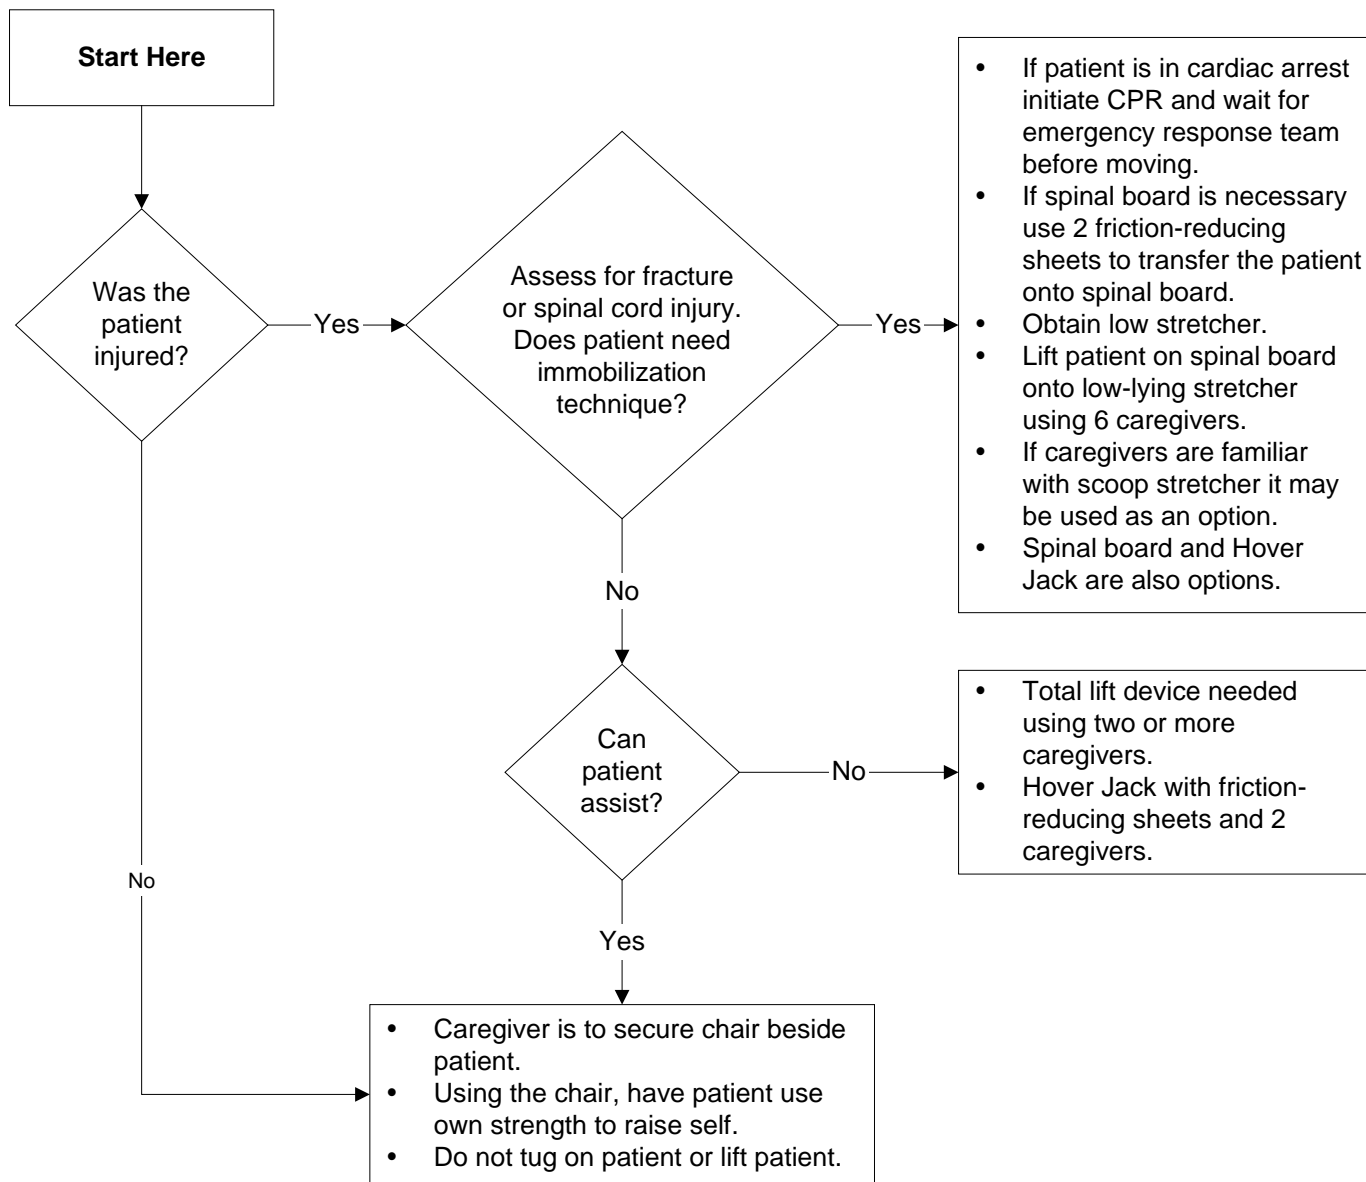 Start Here
Was the
patient
injured?
Yes
Assess for fracture
or spinal cord injury.
Does patient need
immobilization
technique?
Yes
• If patient is in cardiac arrest
initiate CPR and wait for
emergency response team
before moving.
• If spinal board is necessary
use 2 friction-reducing
sheets to transfer the patient
onto spinal board.
• Obtain low stretcher.
• Lift patient on spinal board
onto low-lying stretcher
using 6 caregivers.
• If caregivers are familiar
with scoop stretcher it may
be used as an option.
• Spinal board and Hover
Jack are also options.
No
Can
patient
assist?
No
• Total lift device needed
using two or more
caregivers.
• Hover Jack with friction-
reducing sheets and 2
caregivers.
No
Yes
• Caregiver is to secure chair beside
patient.
• Using the chair, have patient use
own strength to raise self.
• Do not tug on patient or lift patient.